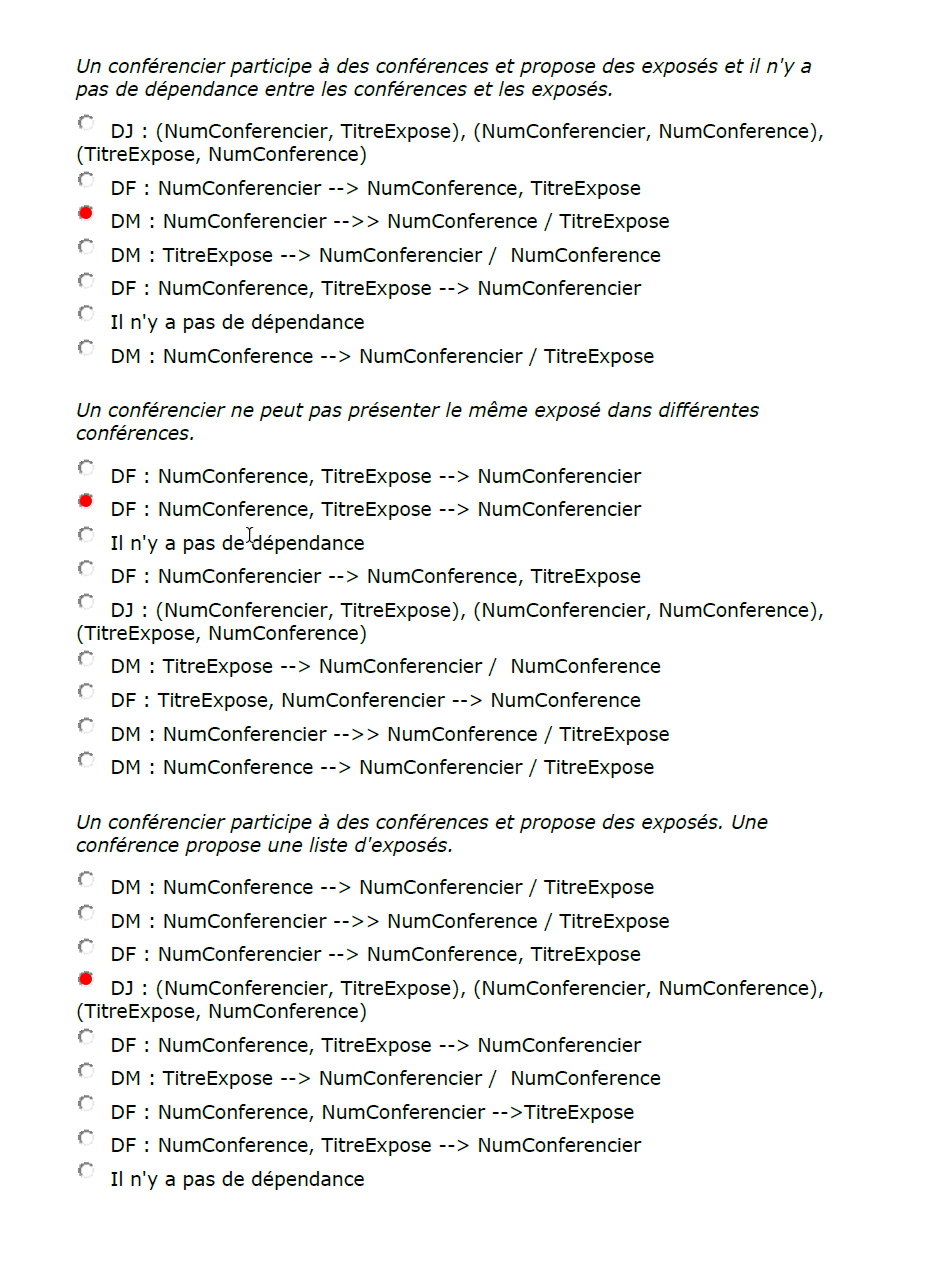 Un conférencier participe à des conférences et propose des exposés et il n'y a
pas de dépendance entre les conférences et les exposés.
DJ : (NumConferencier, TitreExpose), (NumConferencier, NumConference),
(TitreExpose, NumConference)
DF : NumConferencier --> NumConference, TitreExpose
DM : NumConferencier -->> NumConference / TitreExpose
DM : TitreExpose --> NumConferencier /  NumConference
DF : NumConference, TitreExpose --> NumConferencier
Il n'y a pas de dépendance
DM : NumConference --> NumConferencier / TitreExpose
Un conférencier ne peut pas présenter le même exposé dans différentes
conférences.
DF : NumConference, TitreExpose --> NumConferencier
DF : NumConference, TitreExpose --> NumConferencier
Il n'y a pas de dépendance
DF : NumConferencier --> NumConference, TitreExpose
DJ : (NumConferencier, TitreExpose), (NumConferencier, NumConference),
(TitreExpose, NumConference)
DM : TitreExpose --> NumConferencier /  NumConference
DF : TitreExpose, NumConferencier --> NumConference
DM : NumConferencier -->> NumConference / TitreExpose
DM : NumConference --> NumConferencier / TitreExpose
Un conférencier participe à des conférences et propose des exposés. Une
conférence propose une liste d'exposés.
DM : NumConference --> NumConferencier / TitreExpose
DM : NumConferencier -->> NumConference / TitreExpose
DF : NumConferencier --> NumConference, TitreExpose
DJ : (NumConferencier, TitreExpose), (NumConferencier, NumConference),
(TitreExpose, NumConference)
DF : NumConference, TitreExpose --> NumConferencier
DM : TitreExpose --> NumConferencier /  NumConference
DF : NumConference, NumConferencier -->TitreExpose
DF : NumConference, TitreExpose --> NumConferencier
Il n'y a pas de dépendance